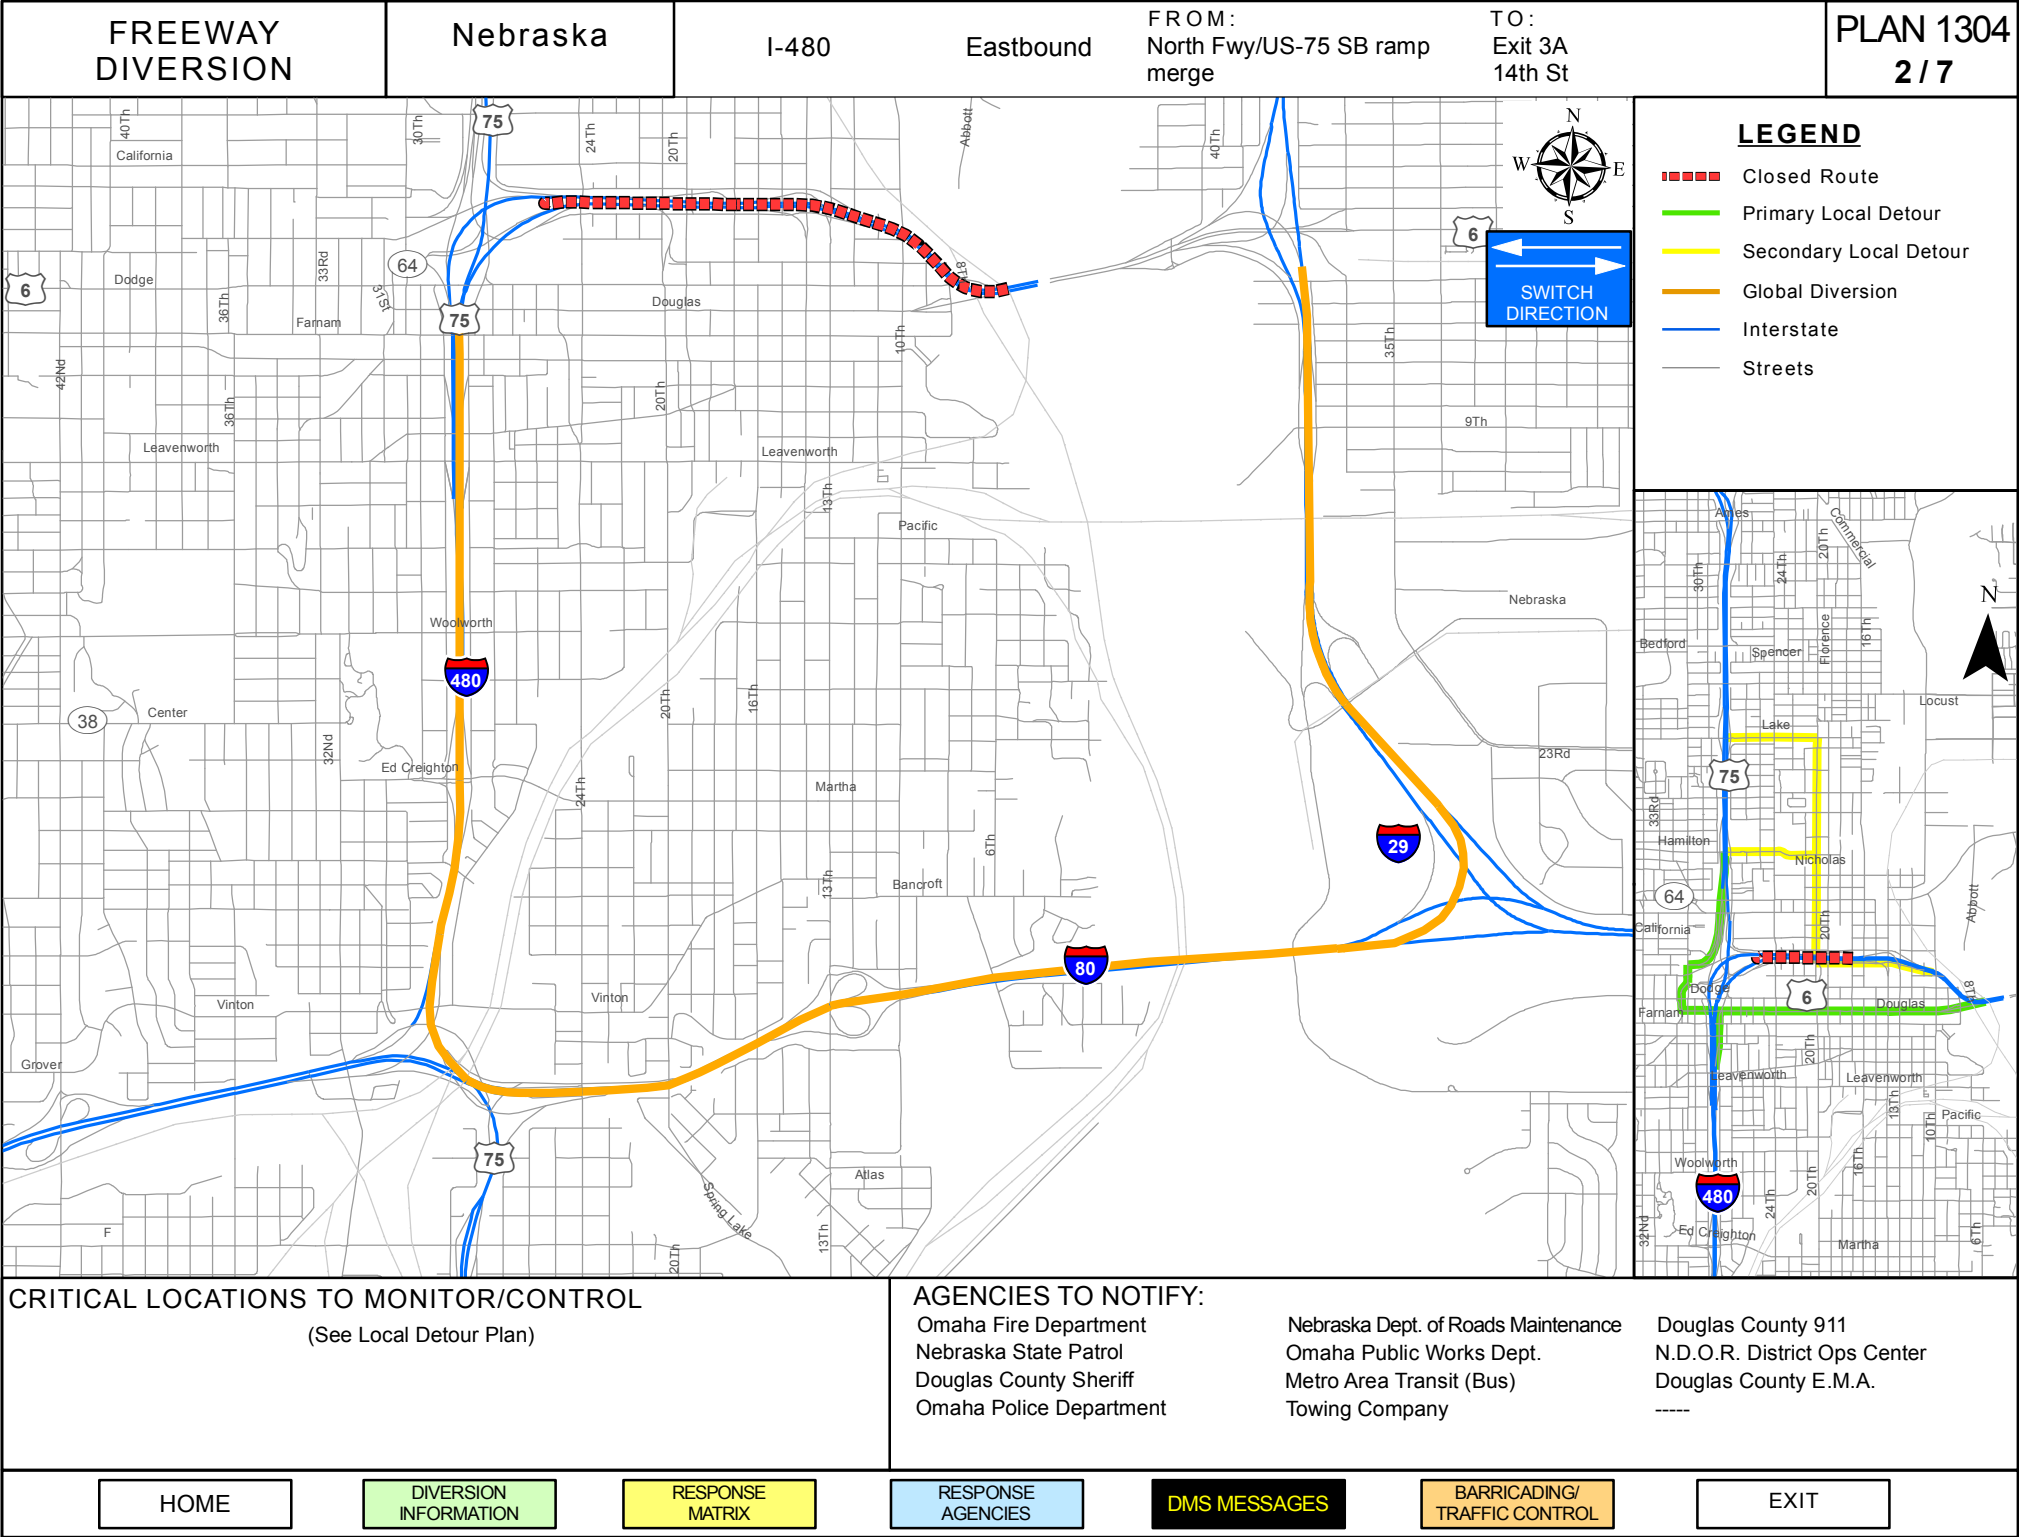 FREEWAY
DIVERSION
Nebraska
I-480
Eastbound
FROM:
North Fwy/US-75 SB ramp
merge
TO:
Exit 3A
14th St
PLAN 1304
2 / 7
40Th
30Th
75
24Th
20Th
Abbott
40Th
California
N
W
E
S
6
SWITCH
DIRECTION
64
33Rd
31St
Dodge
6
36Th
Farnam
75
Douglas
8Th
10Th
35Th
42Nd
36Th
20Th
9Th
Leavenworth
Leavenworth
13Th
Pacific
Nebraska
Woolworth
480
38
Center
32Nd
20Th
16Th
Ed Creighton
24Th
Martha
23Rd
29
6Th
13Th
Bancroft
80
Vinton
Vinton
Grover
75
Atlas
Spring Lake
F
20Th
13Th
LEGEND
Closed Route
Primary Local Detour
Secondary Local Detour
Global Diversion
Interstate
Streets
Ames
Commercial
20Th
24Th
30Th
N
Bedford
Spencer
Florence
16Th
Locust
Lake
75
33Rd
Hamilton
Nicholas
64
Abbott
California
20Th
Dodge
6
Douglas
8Th
Farnam
20Th
Leavenworth
Leavenworth
13Th
10Th
Pacific
Woolworth
16Th
480
24Th
20Th
32Nd
Ed Creighton
Martha
6Th
CRITICAL LOCATIONS TO MONITOR/CONTROL
(See Local Detour Plan)
AGENCIES TO NOTIFY:
Omaha Fire Department
Nebraska State Patrol
Douglas County Sheriff
Omaha Police Department
Nebraska Dept. of Roads Maintenance
Omaha Public Works Dept.
Metro Area Transit (Bus)
Towing Company
Douglas County 911
N.D.O.R. District Ops Center
Douglas County E.M.A.
-----
HOME
DIVERSION
INFORMATION
RESPONSE
MATRIX
RESPONSE
AGENCIES
DMS MESSAGES
BARRICADING/
TRAFFIC CONTROL
EXIT